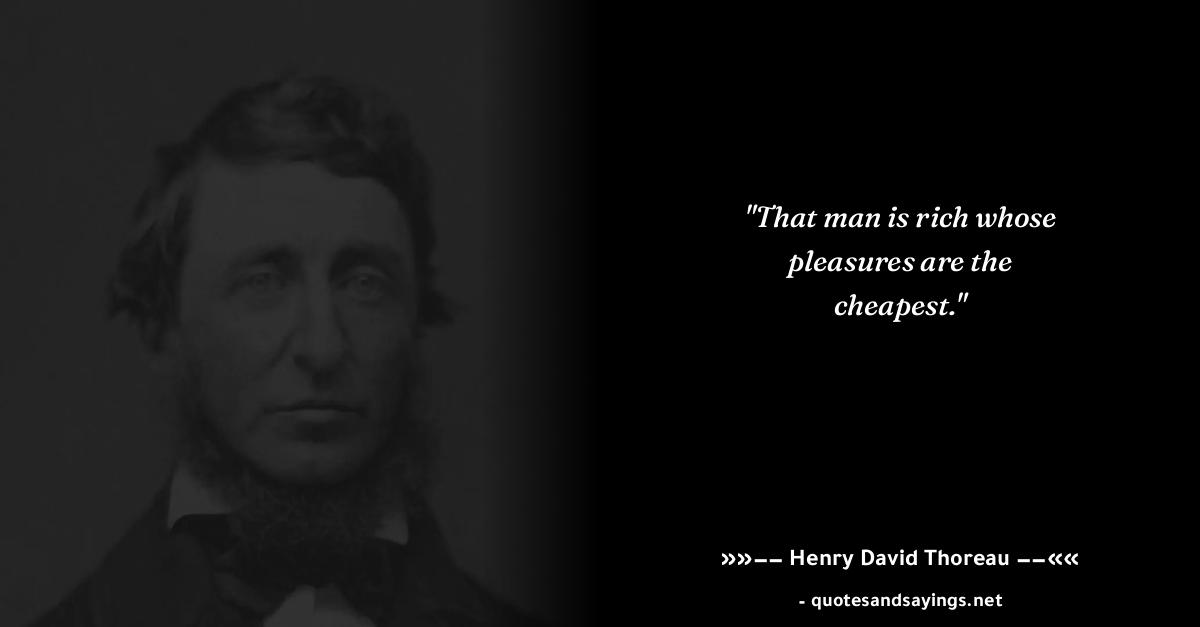 "That man is rich whose
pleasures are the
cheapest."
»»–– Henry David Thoreau ––««
- quotesandsayings.net